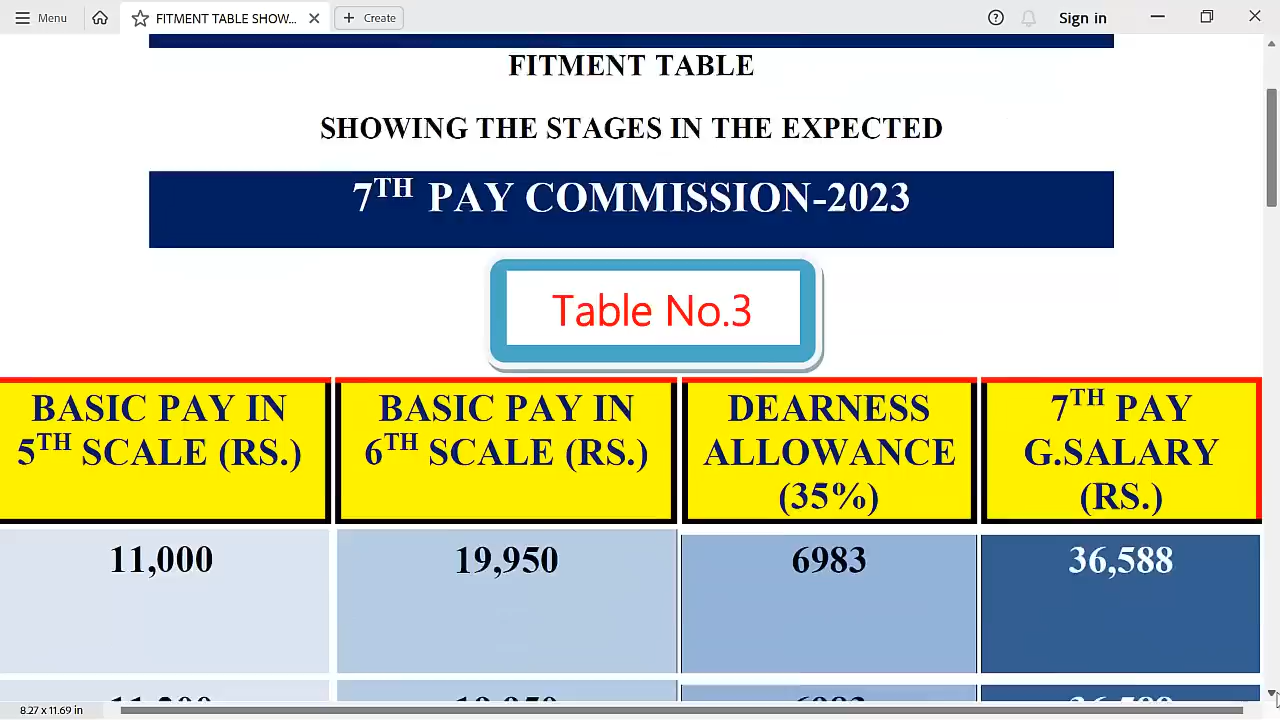 Menu
FITMENT TABLE SHOW...
Create
Sign in
FITMENT TABLE
SHOWING THE STAGES IN THE EXPECTED
7TH PAY COMMISSION-2023
Table No.3
BASIC PAY IN 5TH SCALE (RS.)
BASIC PAY IN 6TH SCALE (RS.)
DEARNESS ALLOWANCE (35%)
7TH PAY G.SALARY (RS.)
11,000 19,950 6983 36,588
8.27 x 11.69 in